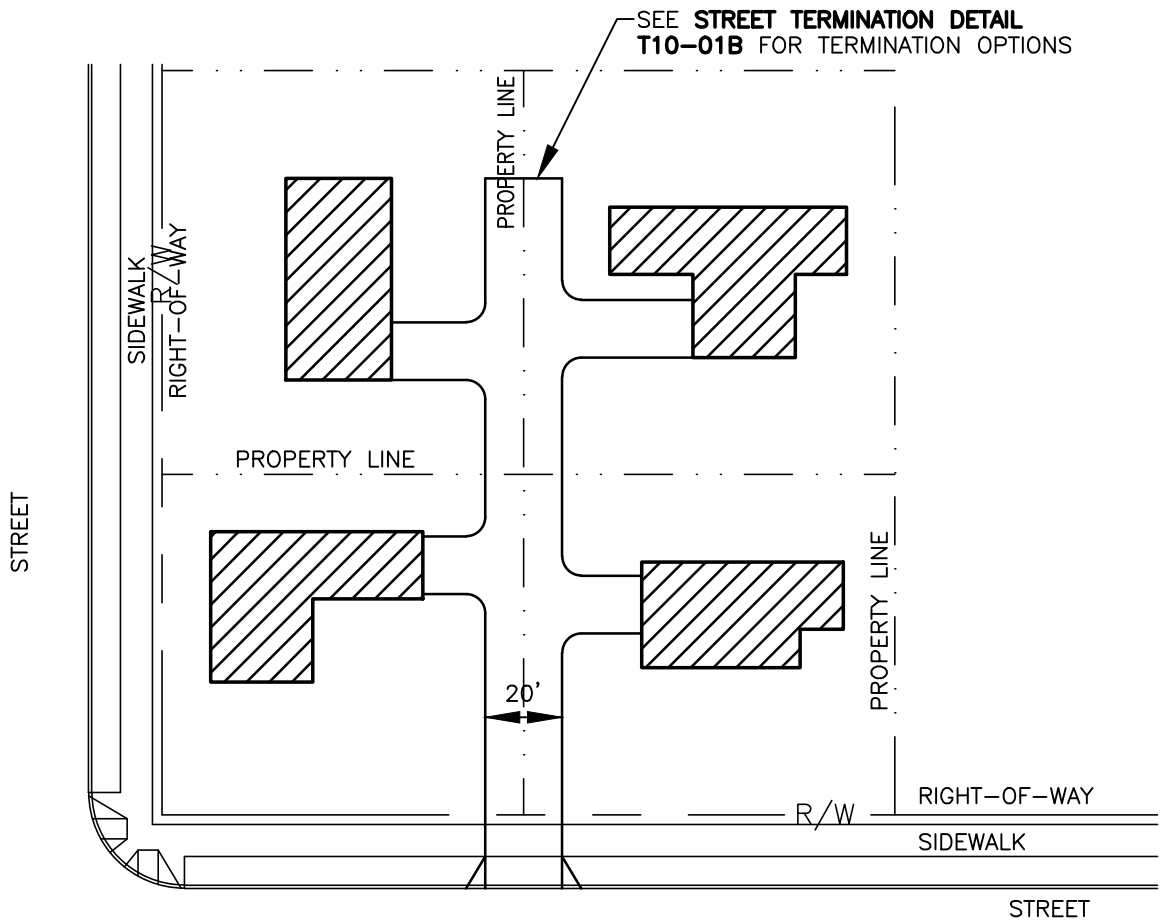 SEE STREET TERMINATION DETAIL
T10-01B FOR TERMINATION OPTIONS
PROPERTY LINE
SIDEWALK
R/W
RIGHT-OF-WAY
PROPERTY LINE
STREET
PROPERTY LINE
20'
RIGHT-OF-WAY
R/W
SIDEWALK
STREET